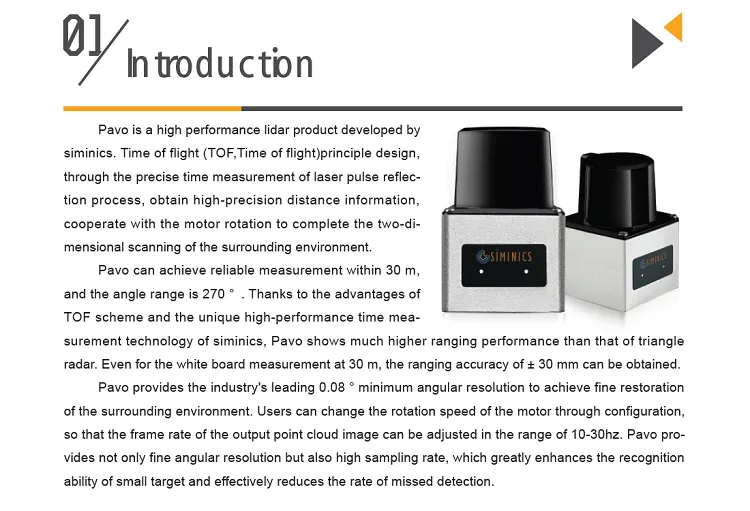 01
Introduction
Pavo is a high performance lidar product developed by
siminics. Time of flight (TOF,Time of flight)principle design,
through the precise time measurement of laser pulse reflec-
tion process, obtain high-precision distance information,
cooperate with the motor rotation to complete the two-di-
mensional scanning of the surrounding environment.
Pavo can achieve reliable measurement within 30 m,
and the angle range is 270 ° . Thanks to the advantages of
TOF scheme and the unique high-performance time mea-
surement technology of siminics, Pavo shows much higher ranging performance than that of triangle
radar. Even for the white board measurement at 30 m, the ranging accuracy of ± 30 mm can be obtained.
Pavo provides the industry's leading 0.08 ° minimum angular resolution to achieve fine restoration
of the surrounding environment. Users can change the rotation speed of the motor through configuration,
so that the frame rate of the output point cloud image can be adjusted in the range of 10-30hz. Pavo pro-
vides not only fine angular resolution but also high sampling rate, which greatly enhances the recognition
ability of small target and effectively reduces the rate of missed detection.
SIMINICS
SIMINICS